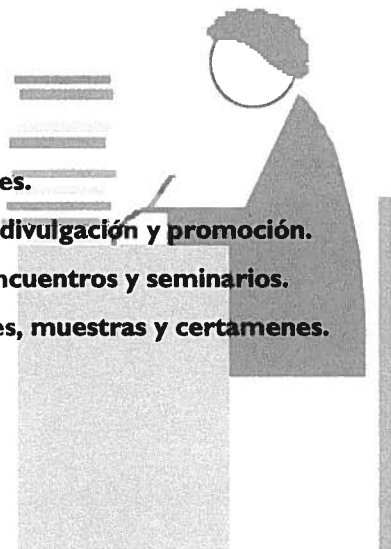 es.
divulgación y promoción.
ncuentros y seminarios.
es, muestras y certamenes.